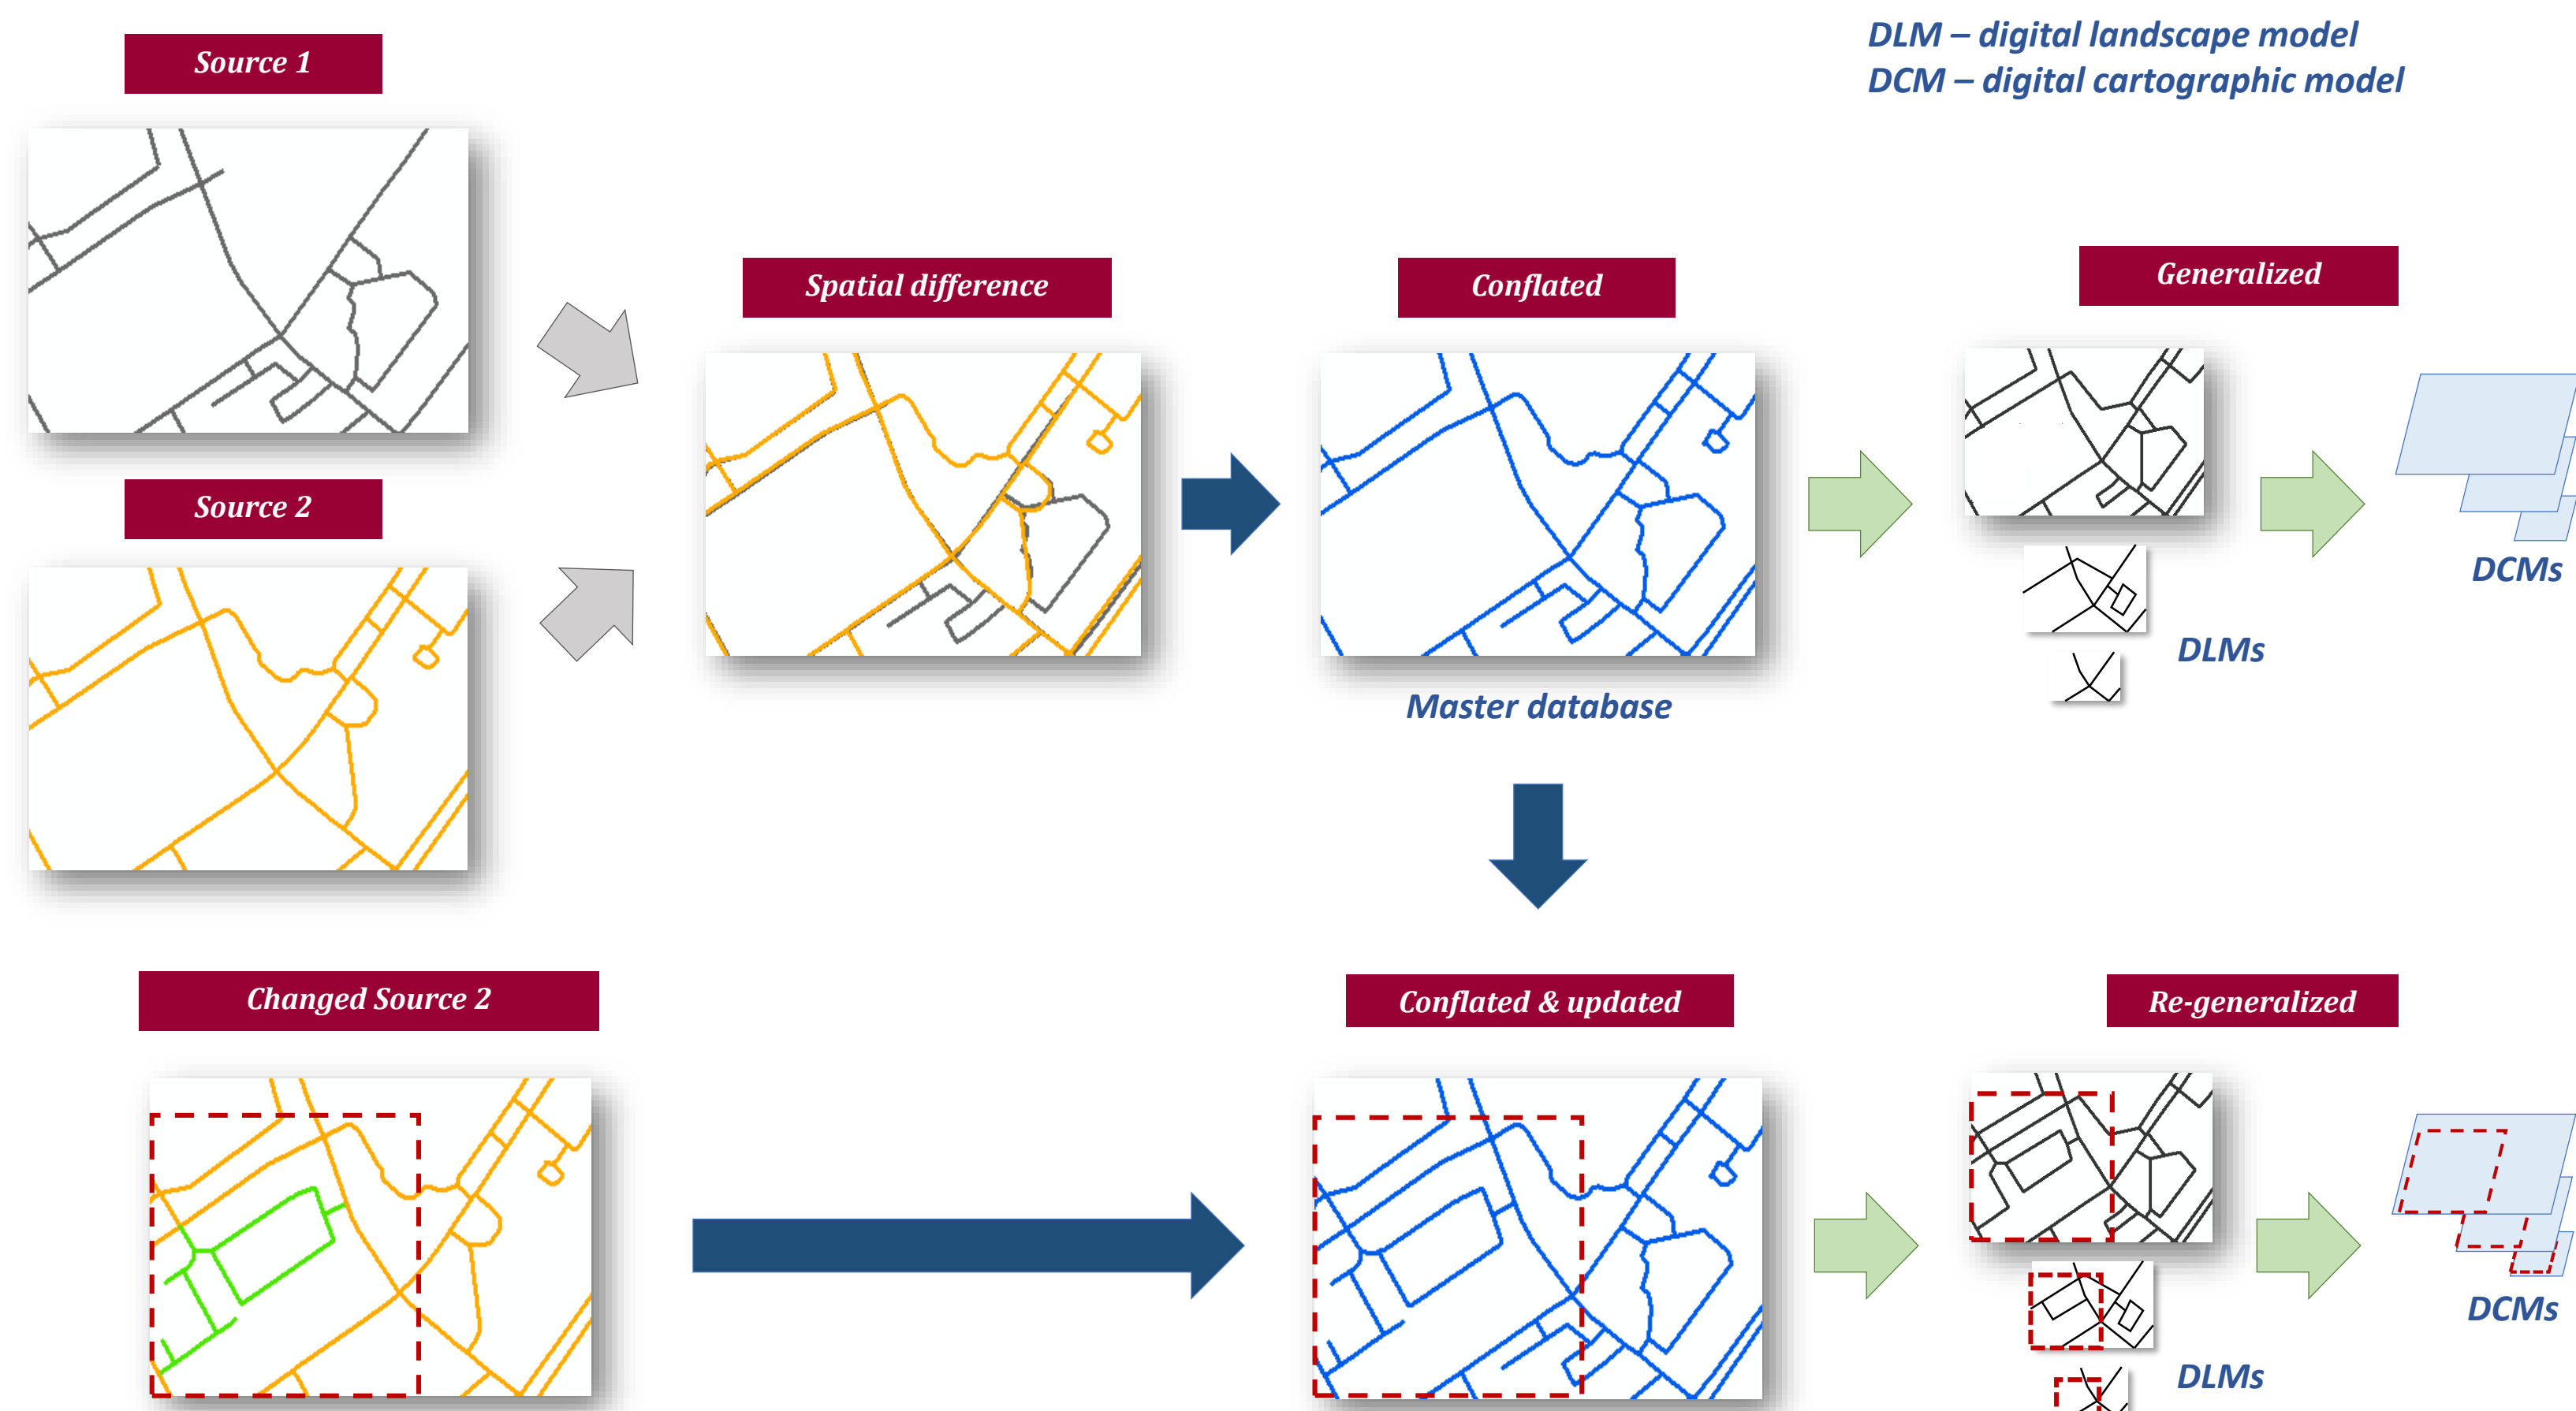 DLM – digital landscape model
DCM – digital cartographic model
Source 1
Spatial difference
Conflated
Generalized
Source 2
DCMs
DLMs
Master database
Changed Source 2
Conflated & updated
Re-generalized
DCMs
DLMs